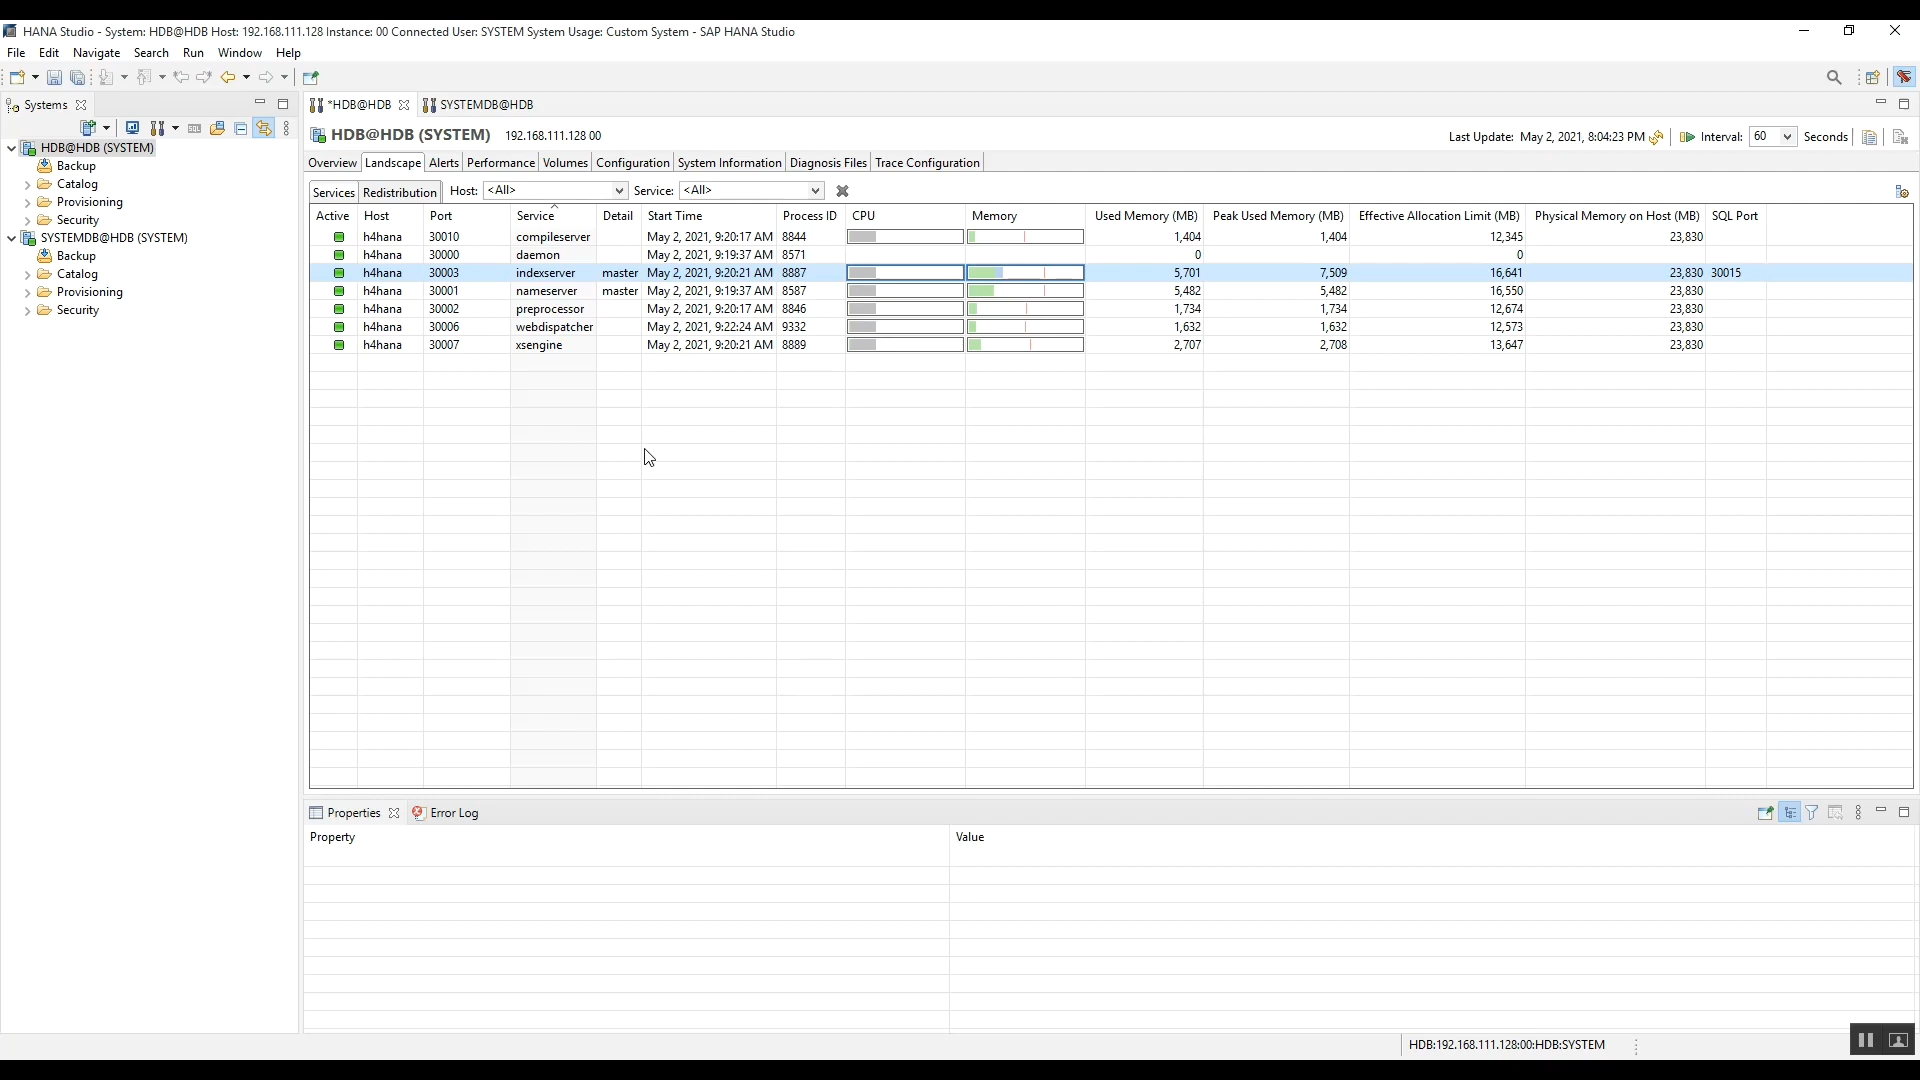 HANA Studio - System: HDB@HDB Host: 192.168.111.128 Instance: 00 Connected User: SYSTEM System Usage: Custom System - SAP HANA Studio
File Edit Navigate Search Run Window Help
Systems
*HDB@HDB SYSTEMDB@HDB
SQL
HDB@HDB (SYSTEM) 192.168.111.128 00
Last Update: May 2, 2021, 8:04:23 PM Interval: 60 Seconds
HDB@HDB (SYSTEM)
Backup
Catalog
Provisioning
Security
SYSTEMDB@HDB (SYSTEM)
Backup
Catalog
Provisioning
Security
Overview Landscape Alerts Performance Volumes Configuration System Information Diagnosis Files Trace Configuration
Services Redistribution Host: <All> Service: <All>
Active Host Port Service Detail Start Time Process ID CPU Memory Used Memory (MB) Peak Used Memory (MB) Effective Allocation Limit (MB) Physical Memory on Host (MB) SQL Port
h4hana 30010 compileserver May 2, 2021, 9:20:17 AM 8844 1,404 1,404 12,345 23,830
h4hana 30000 daemon May 2, 2021, 9:19:37 AM 8571 0 0
h4hana 30003 indexserver master May 2, 2021, 9:20:21 AM 8887 5,701 7,509 16,641 23,830 30015
h4hana 30001 nameserver master May 2, 2021, 9:19:37 AM 8587 5,482 5,482 16,550 23,830
h4hana 30002 preprocessor May 2, 2021, 9:20:17 AM 8846 1,734 1,734 12,674 23,830
h4hana 30006 webdispatcher May 2, 2021, 9:22:24 AM 9332 1,632 1,632 12,573 23,830
h4hana 30007 xsengine May 2, 2021, 9:20:21 AM 8889 2,707 2,708 13,647 23,830
Properties Error Log
Property Value
HDB:192.168.111.128:00:HDB:SYSTEM